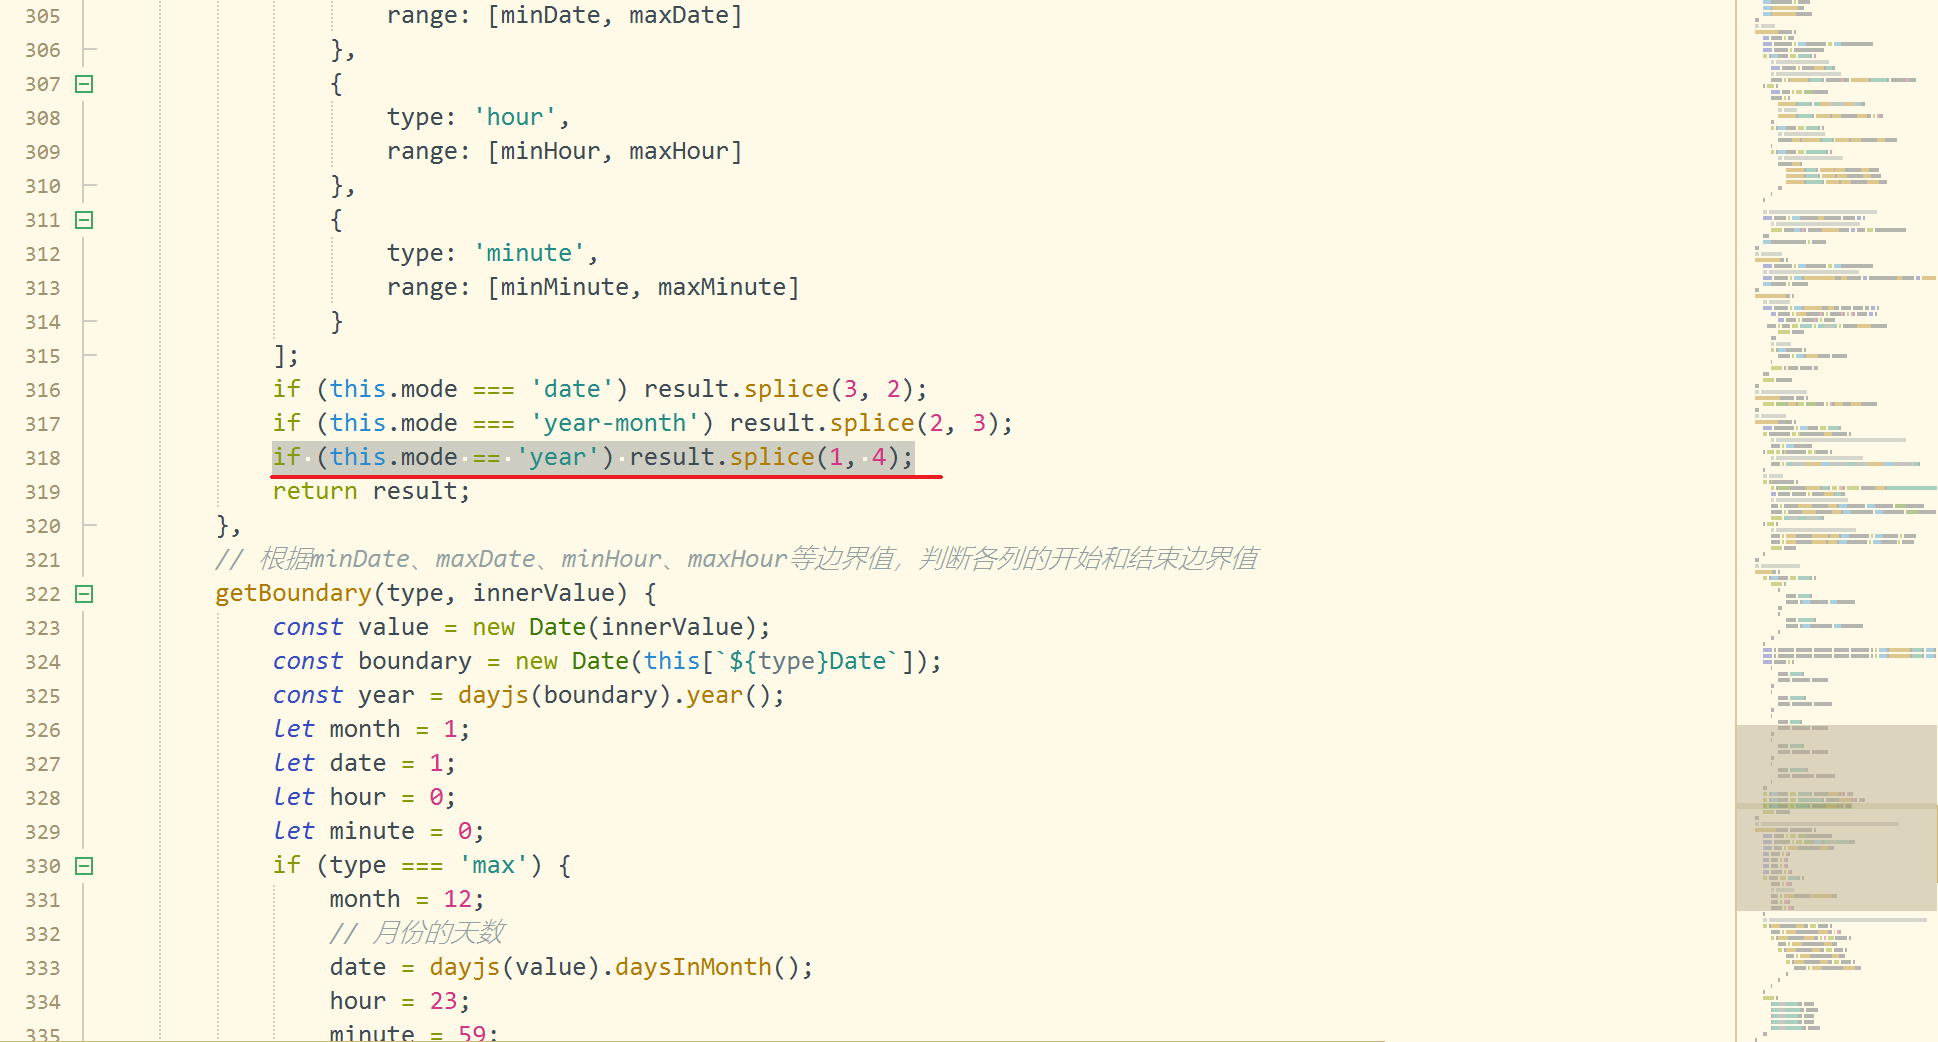 305 range: [minDate, maxDate]
306 },
307 {
308 type: 'hour',
309 range: [minHour, maxHour]
310 },
311 {
312 type: 'minute',
313 range: [minMinute, maxMinute]
314 }
315 ];
316 if (this.mode === 'date') result.splice(3, 2);
317 if (this.mode === 'year-month') result.splice(2, 3);
318 if (this.mode == 'year') result.splice(1, 4);
319 return result;
320 },
321 // 根据minDate、maxDate、minHour、maxHour等边界值，判断各列的开始和结束边界值
322 getBoundary(type, innerValue) {
323 const value = new Date(innerValue);
324 const boundary = new Date(this[`${type}Date`]);
325 const year = dayjs(boundary).year();
326 let month = 1;
327 let date = 1;
328 let hour = 0;
329 let minute = 0;
330 if (type === 'max') {
331 month = 12;
332 // 月份的天数
333 date = dayjs(value).daysInMonth();
334 hour = 23;
335 minute = 59;